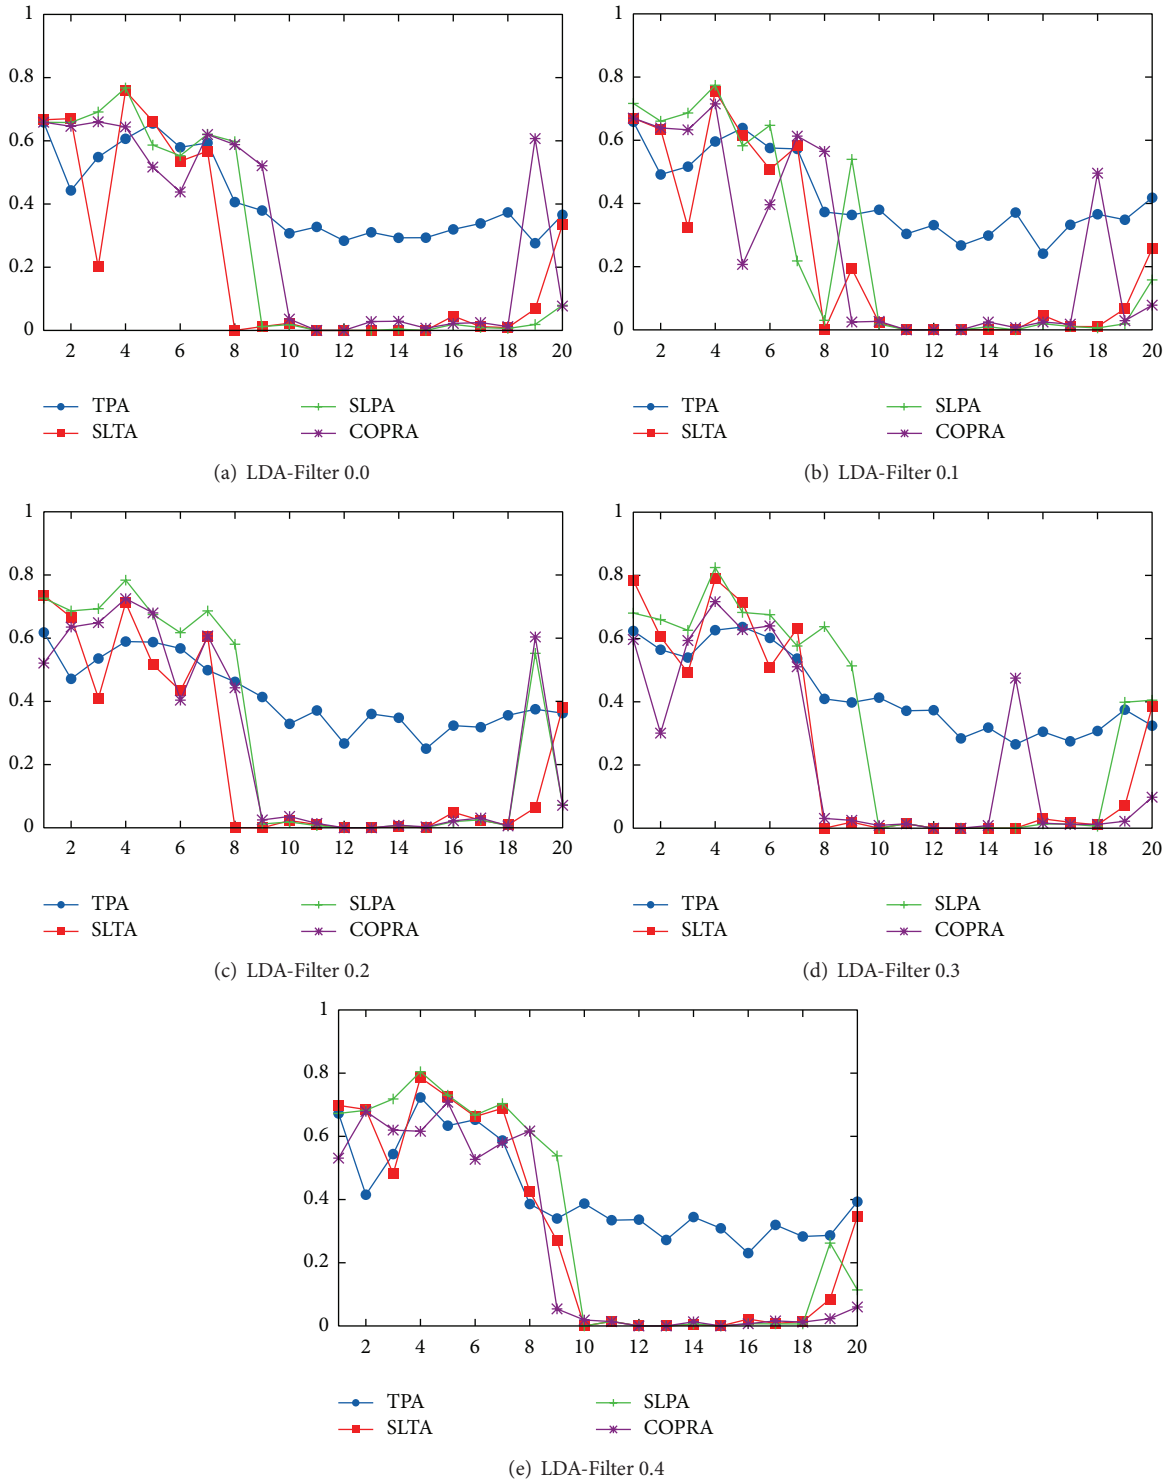 1
0.8
0.6
0.4
0.2
0
2 4 6 8 10 12 14 16 18 20
TPA SLPA
SLTA COPRA
(a) LDA-Filter 0.0
1
0.8
0.6
0.4
0.2
0
2 4 6 8 10 12 14 16 18 20
TPA SLPA
SLTA COPRA
(b) LDA-Filter 0.1
1
0.8
0.6
0.4
0.2
0
2 4 6 8 10 12 14 16 18 20
TPA SLPA
SLTA COPRA
(c) LDA-Filter 0.2
1
0.8
0.6
0.4
0.2
0
2 4 6 8 10 12 14 16 18 20
TPA SLPA
SLTA COPRA
(d) LDA-Filter 0.3
1
0.8
0.6
0.4
0.2
0
2 4 6 8 10 12 14 16 18 20
TPA SLPA
SLTA COPRA
(e) LDA-Filter 0.4